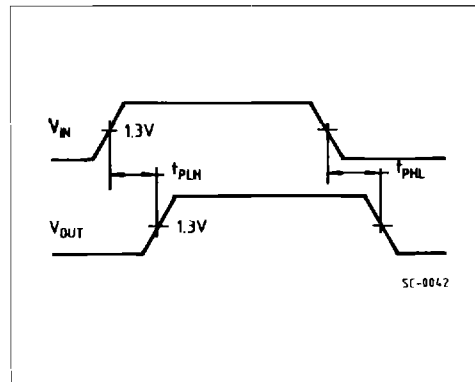 V_IN
1.3V
t_PLH
t_PHL
V_OUT
1.3V
SC-0042